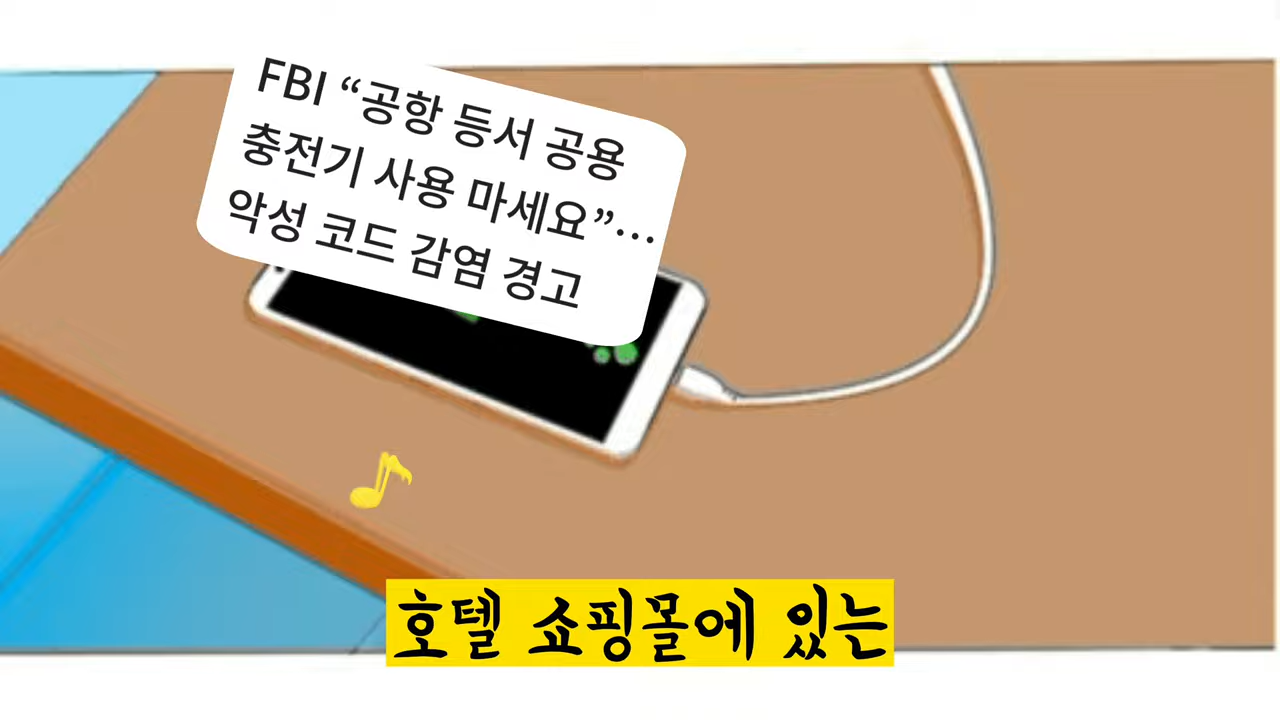 FBI “공항 등서 공용
충전기 사용 마세요”…
악성 코드 감염 경고
호텔 쇼핑몰에 있는